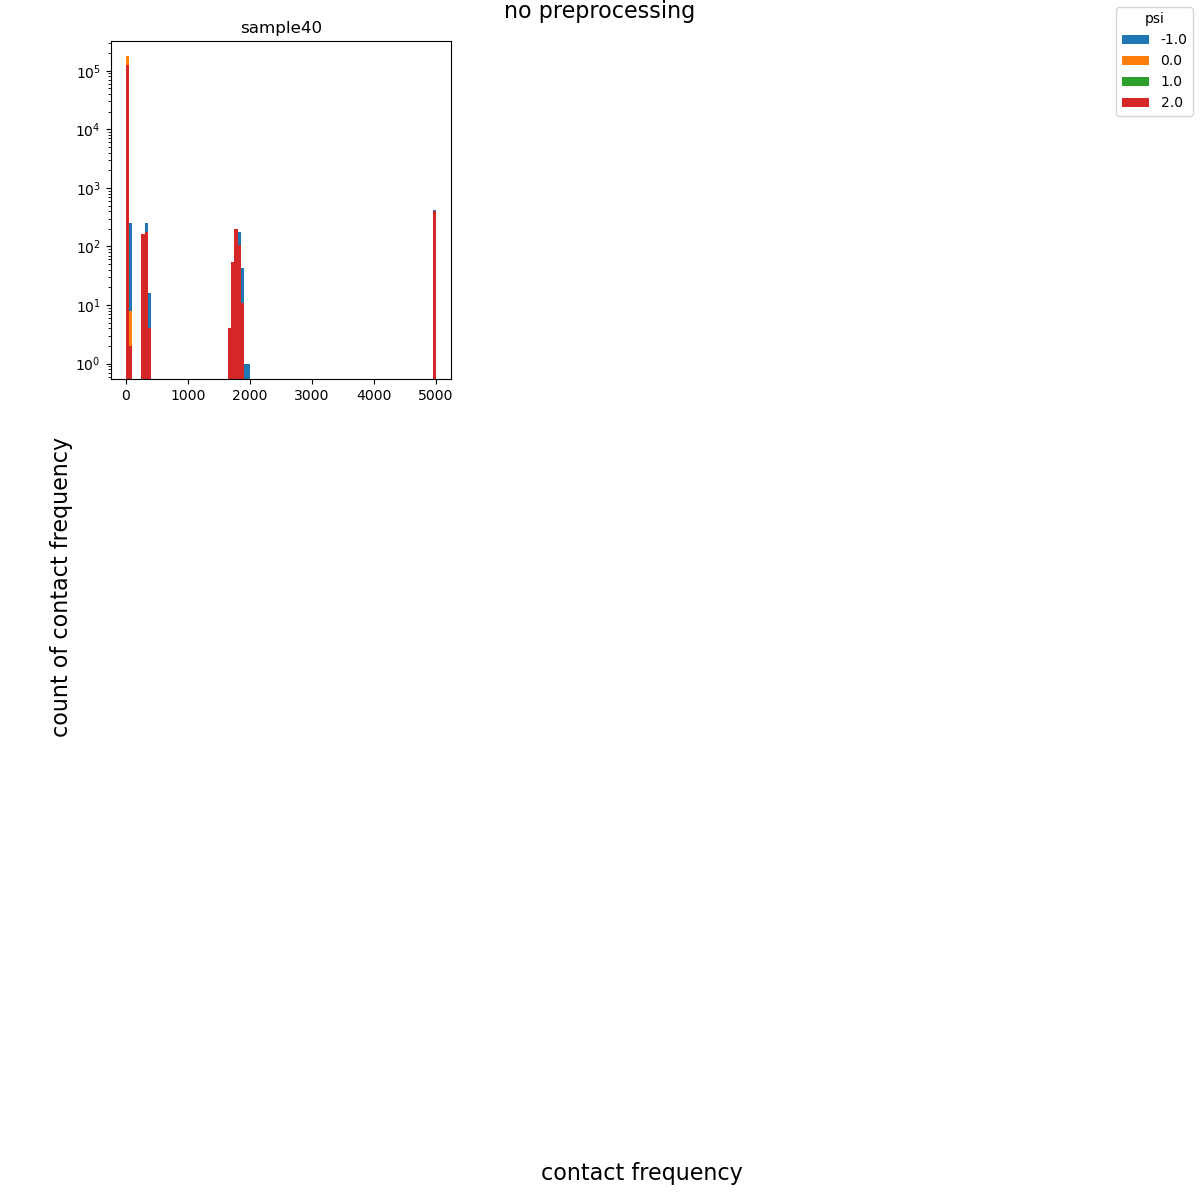 no preprocessing
sample40
psi
-1.0
0.0
1.0
2.0
10^5
10^4
10^3
10^2
10^1
10^0
0 1000 2000 3000 4000 5000
count of contact frequency
contact frequency